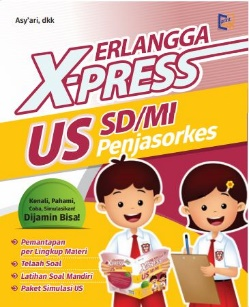 Asy'ari, dkk
ERLANGGA
X-PRESS
US SD/MI
Penjasorkes
Kenali, Pahami,
Coba, Simulasikan!
Dijamin Bisa!
Pemantapan
per Lingkup Materi
Telaah Soal
Latihan Soal Mandiri
Paket Simulasi US